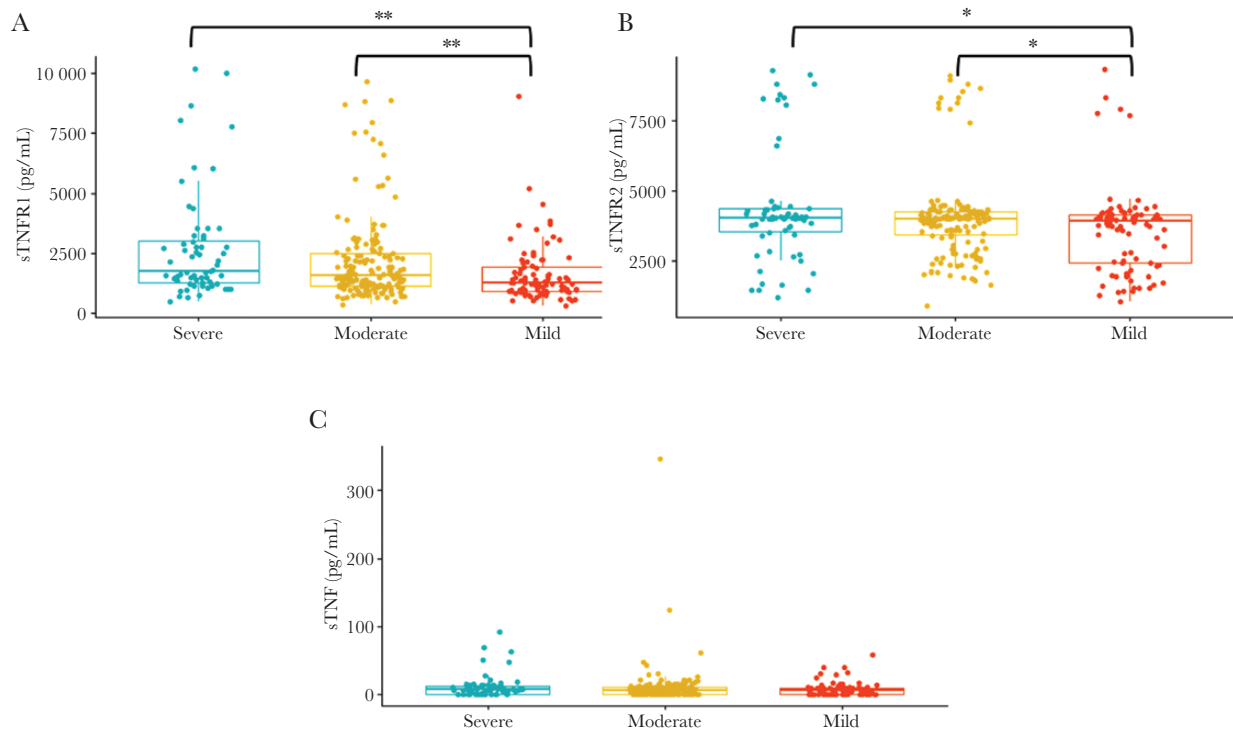 A
**
**
sTNFR1 (pg/mL)
10 000
7500
5000
2500
0
Severe
Moderate
Mild
B
*
*
sTNFR2 (pg/mL)
7500
5000
2500
Severe
Moderate
Mild
C
sTNF (pg/mL)
300
200
100
0
Severe
Moderate
Mild